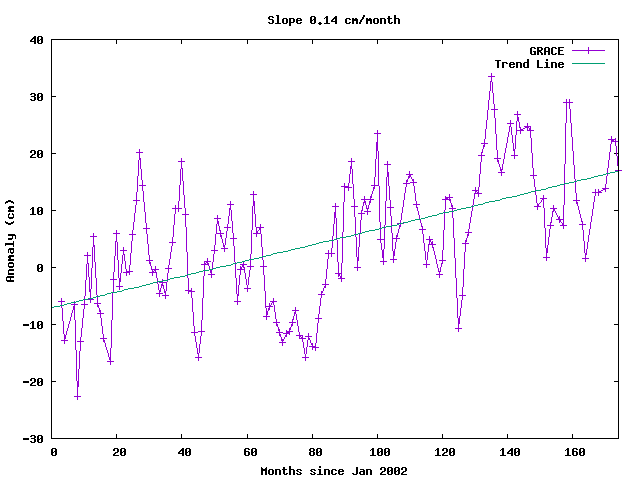 Slope 0.14 cm/month
GRACE
Trend Line
Anomaly (cm)
40
30
20
10
0
-10
-20
-30
0 20 40 60 80 100 120 140 160
Months since Jan 2002